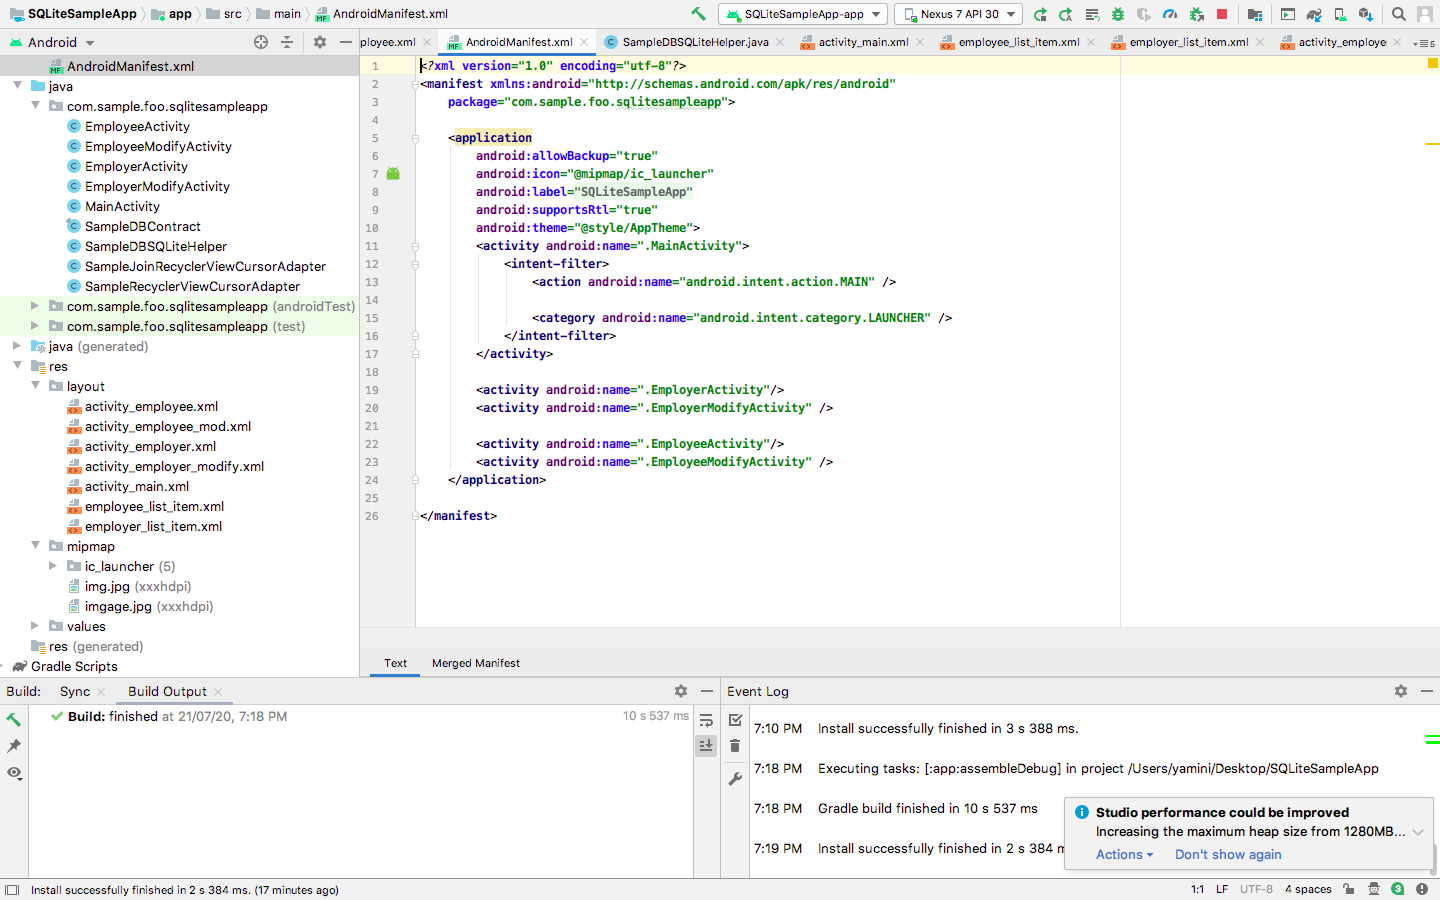 SQLiteSampleApp app src main AndroidManifest.xml SQLiteSampleApp-app Nexus 7 API 30
Android
ployee.xml AndroidManifest.xml SampleDBSQLiteHelper.java activity_main.xml employee_list_item.xml employer_list_item.xml activity_employe 5
AndroidManifest.xml
java
com.sample.foo.sqlitesampleapp
EmployeeActivity
EmployeeModifyActivity
EmployerActivity
EmployerModifyActivity
MainActivity
SampleDBContract
SampleDBSQLiteHelper
SampleJoinRecyclerViewCursorAdapter
SampleRecyclerViewCursorAdapter
com.sample.foo.sqlitesampleapp (androidTest)
com.sample.foo.sqlitesampleapp (test)
java (generated)
res
layout
activity_employee.xml
activity_employee_mod.xml
activity_employer.xml
activity_employer_modify.xml
activity_main.xml
employee_list_item.xml
employer_list_item.xml
mipmap
ic_launcher (5)
img.jpg (xxxhdpi)
imgage.jpg (xxxhdpi)
values
res (generated)
Gradle Scripts
1 <?xml version="1.0" encoding="utf-8"?>
2 <manifest xmlns:android="http://schemas.android.com/apk/res/android"
3 package="com.sample.foo.sqlitesampleapp">
4
5 <application
6 android:allowBackup="true"
7 android:icon="@mipmap/ic_launcher"
8 android:label="SQLiteSampleApp"
9 android:supportsRtl="true"
10 android:theme="@style/AppTheme">
11 <activity android:name=".MainActivity">
12 <intent-filter>
13 <action android:name="android.intent.action.MAIN" />
14
15 <category android:name="android.intent.category.LAUNCHER" />
16 </intent-filter>
17 </activity>
18
19 <activity android:name=".EmployerActivity"/>
20 <activity android:name=".EmployerModifyActivity" />
21
22 <activity android:name=".EmployeeActivity"/>
23 <activity android:name=".EmployeeModifyActivity" />
24 </application>
25
26 </manifest>
Text Merged Manifest
Build: Sync Build Output
Build: finished at 21/07/20, 7:18 PM 10 s 537 ms
Event Log
7:10 PM Install successfully finished in 3 s 388 ms.
7:18 PM Executing tasks: [:app:assembleDebug] in project /Users/yamini/Desktop/SQLiteSampleApp
7:18 PM Gradle build finished in 10 s 537 ms
7:19 PM Install successfully finished in 2 s 384 m
Studio performance could be improved
Increasing the maximum heap size from 1280MB...
Actions Don't show again
Install successfully finished in 2 s 384 ms. (17 minutes ago) 1:1 LF UTF-8 4 spaces 3